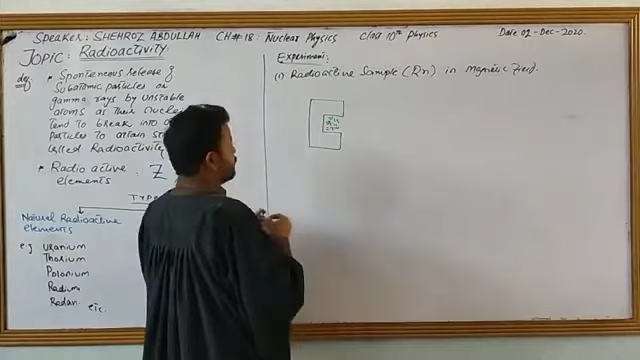 Speaker: SHEHROZ ABDULLAH CH#18 Nuclear Physics Class 10th Physics Date 02-Dec-2020.
TOPIC: Radioactivity.
def
• Spontaneous release of
Subatomic particles or
gamma rays by unstable
atoms as their nuclei
tend to break into
particles to attain
called Radioactivity
• Radio active : Z
elements
TYPE
Natural Radioactive
elements
e.g Uranium
Thorium
Polonium
Radium
Redan. etc.
Experiment:
(i) Radioactive Sample (Rn) in Magnetic Field.